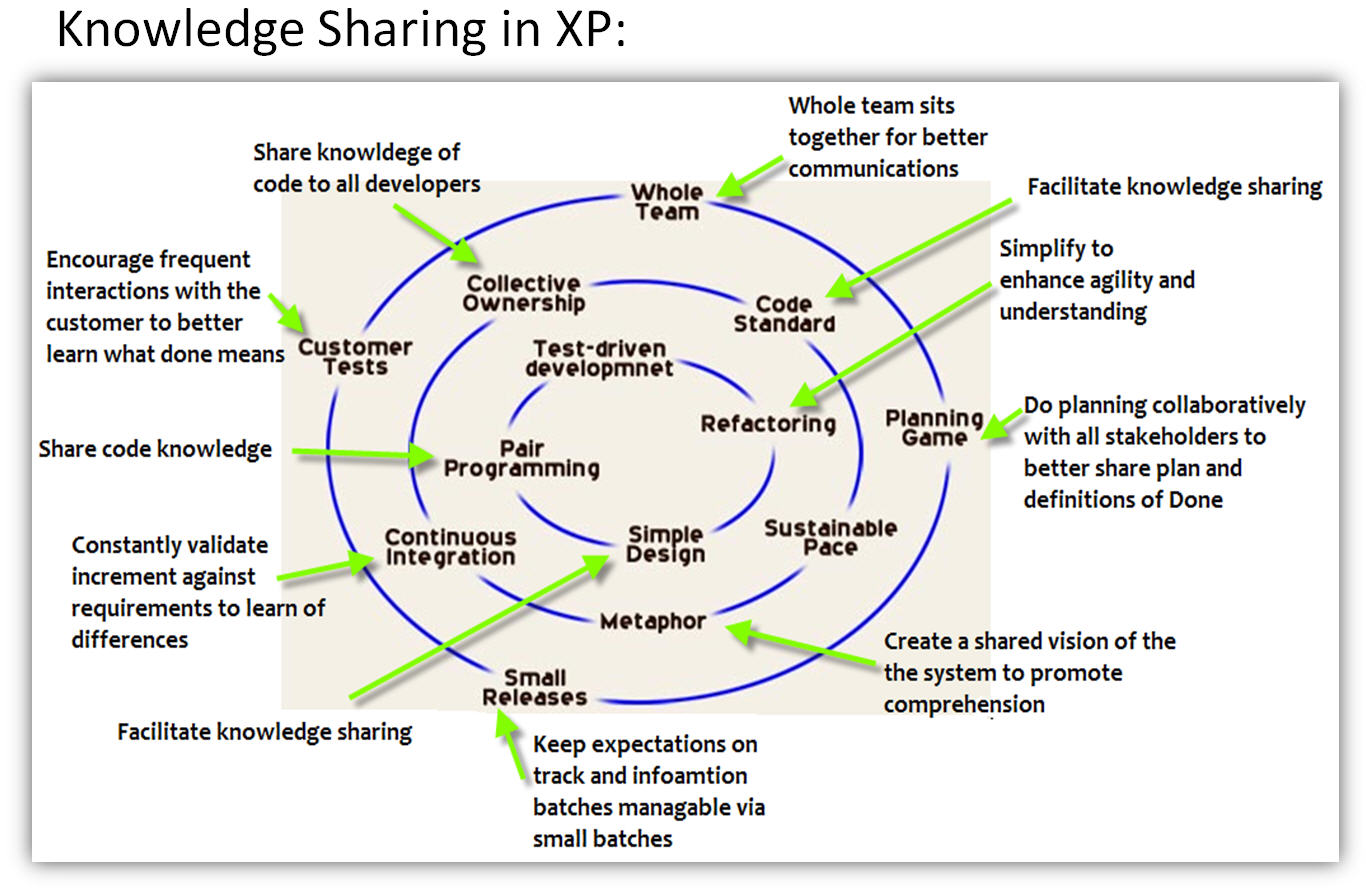 Knowledge Sharing in XP:
Whole team sits
together for better
communications
Share knowldege of
code to all developers
Facilitate knowledge sharing
Whole
Team
Simplify to
enhance agility and
understanding
Encourage frequent
interactions with the
customer to better
learn what done means
Collective
Ownership
Code
Standard
Customer
Tests
Test-driven
developmnet
Refactoring
Planning
Game
Do planning collaboratively
with all stakeholders to
better share plan and
definitions of Done
Share code knowledge
Pair
Programming
Continuous
Integration
Simple
Design
Sustainable
Pace
Constantly validate
increment against
requirements to learn of
differences
Metaphor
Create a shared vision of the
the system to promote
comprehension
Small
Releases
Facilitate knowledge sharing
Keep expectations on
track and infoamtion
batches managable via
small batches